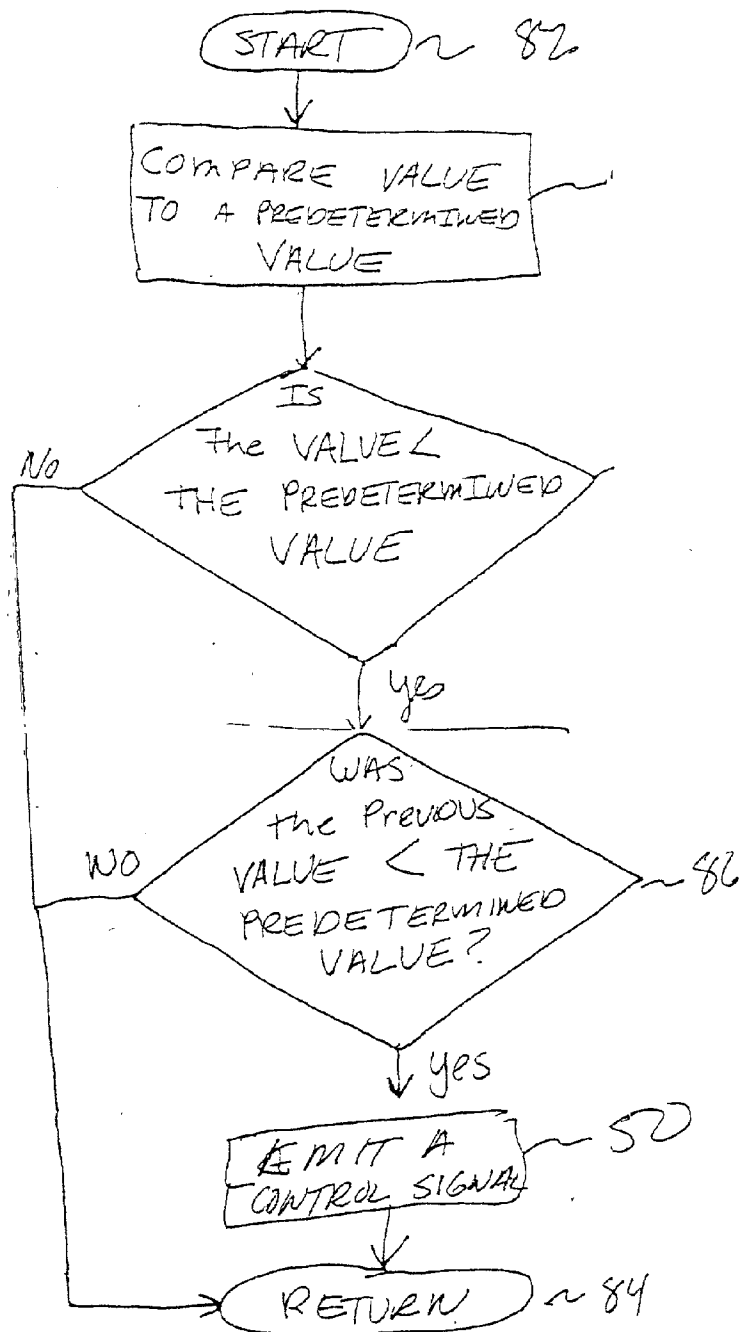 START ~ 82
COMPARE VALUE
TO A PREDETERMINED
VALUE
IS
The VALUE <
THE PREDETERMINED
VALUE
No
yes
WAS
the Previous
VALUE < THE
PREDETERMINED
VALUE?
NO
~ 86
yes
EMIT A
CONTROL SIGNAL
~ 50
RETURN ~ 84